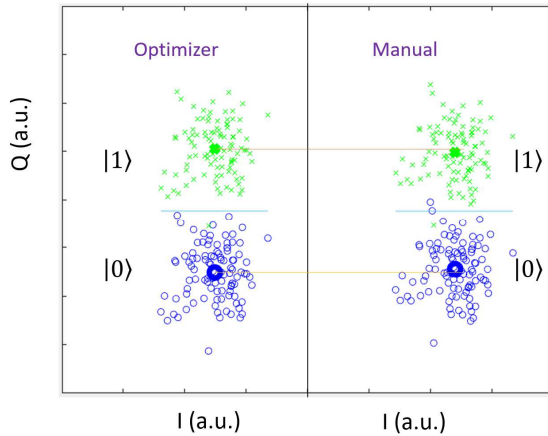 Optimizer
Manual
Q (a.u.)
|1⟩
|1⟩
|0⟩
|0⟩
I (a.u.)
I (a.u.)